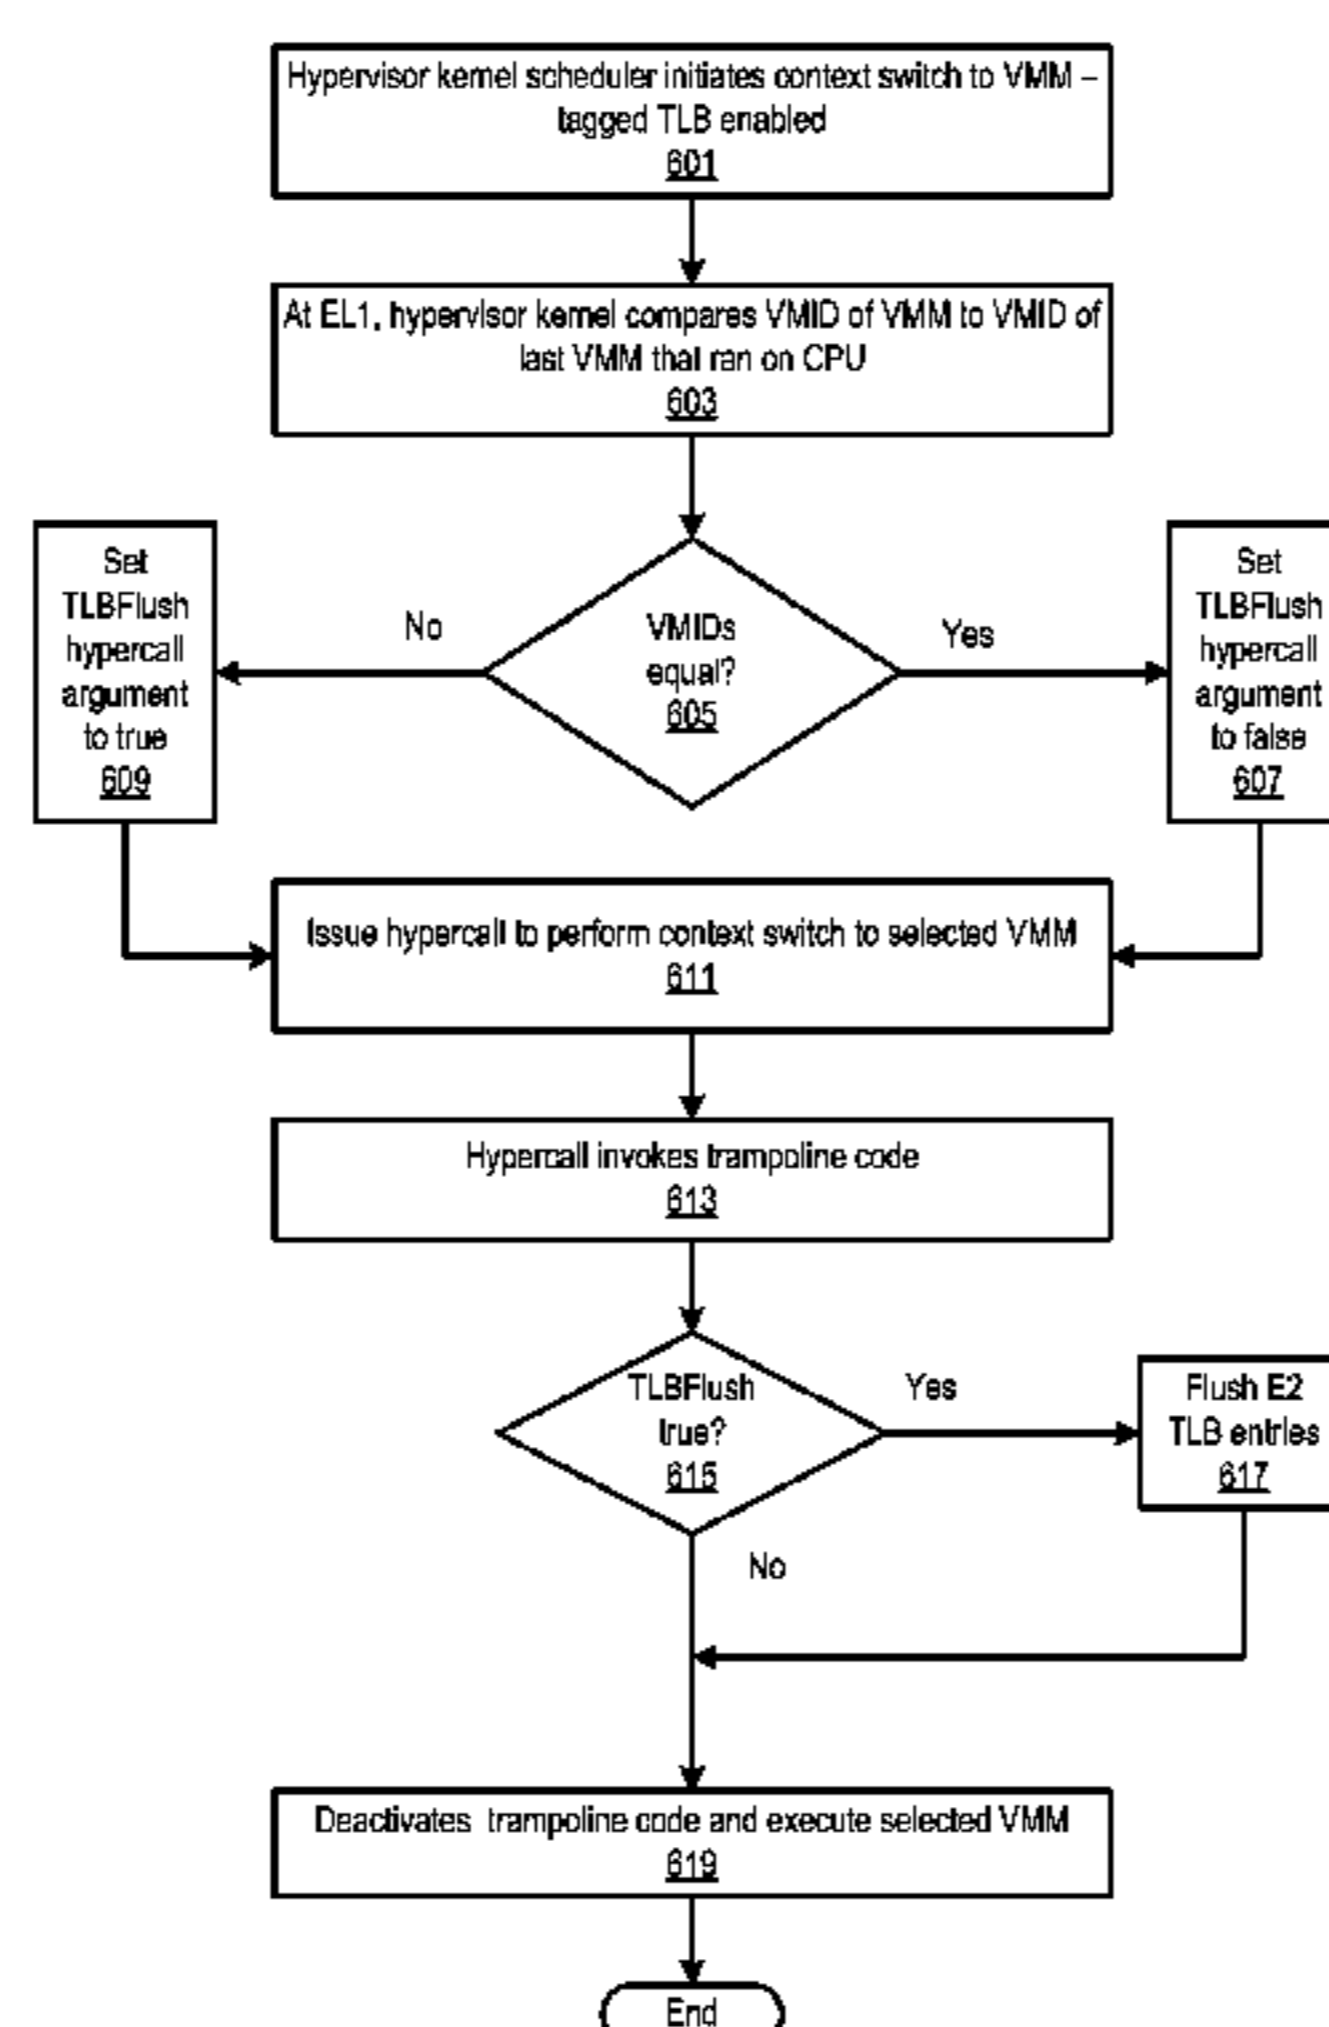 Hypervisor kernel scheduler initiates context switch to VMM –
tagged TLB enabled
601
At EL1, hypervisor kernel compares VMID of VMM to VMID of
last VMM that ran on CPU
603
VMIDs
equal?
605
No
Yes
Set
TLBFlush
hypercall
argument
to true
609
Set
TLBFlush
hypercall
argument
to false
607
Issue hypercall to perform context switch to selected VMM
611
Hypercall invokes trampoline code
613
TLBFlush
true?
615
Yes
Flush E2
TLB entries
617
No
Deactivates trampoline code and execute selected VMM
619
End